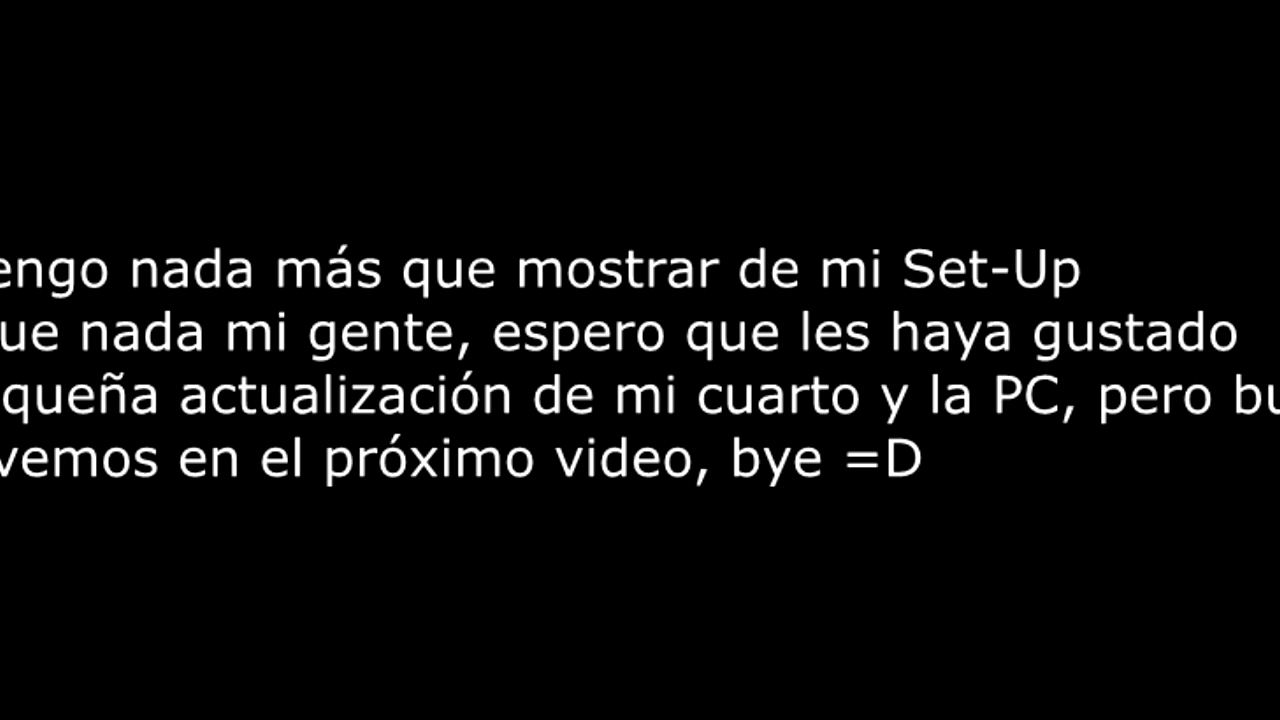 engo nada más que mostrar de mi Set-Up
ue nada mi gente, espero que les haya gustado
queña actualización de mi cuarto y la PC, pero bu
vemos en el próximo video, bye =D